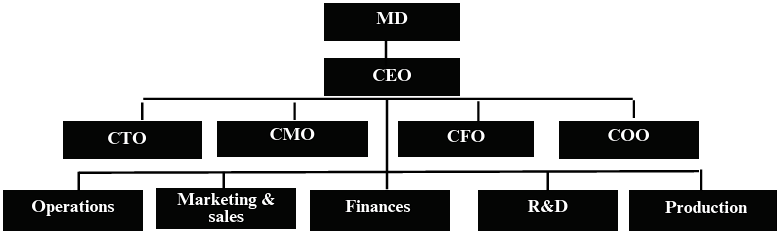 MD
CEO
CTO
CMO
CFO
COO
Operations
Marketing &
sales
Finances
R&D
Production